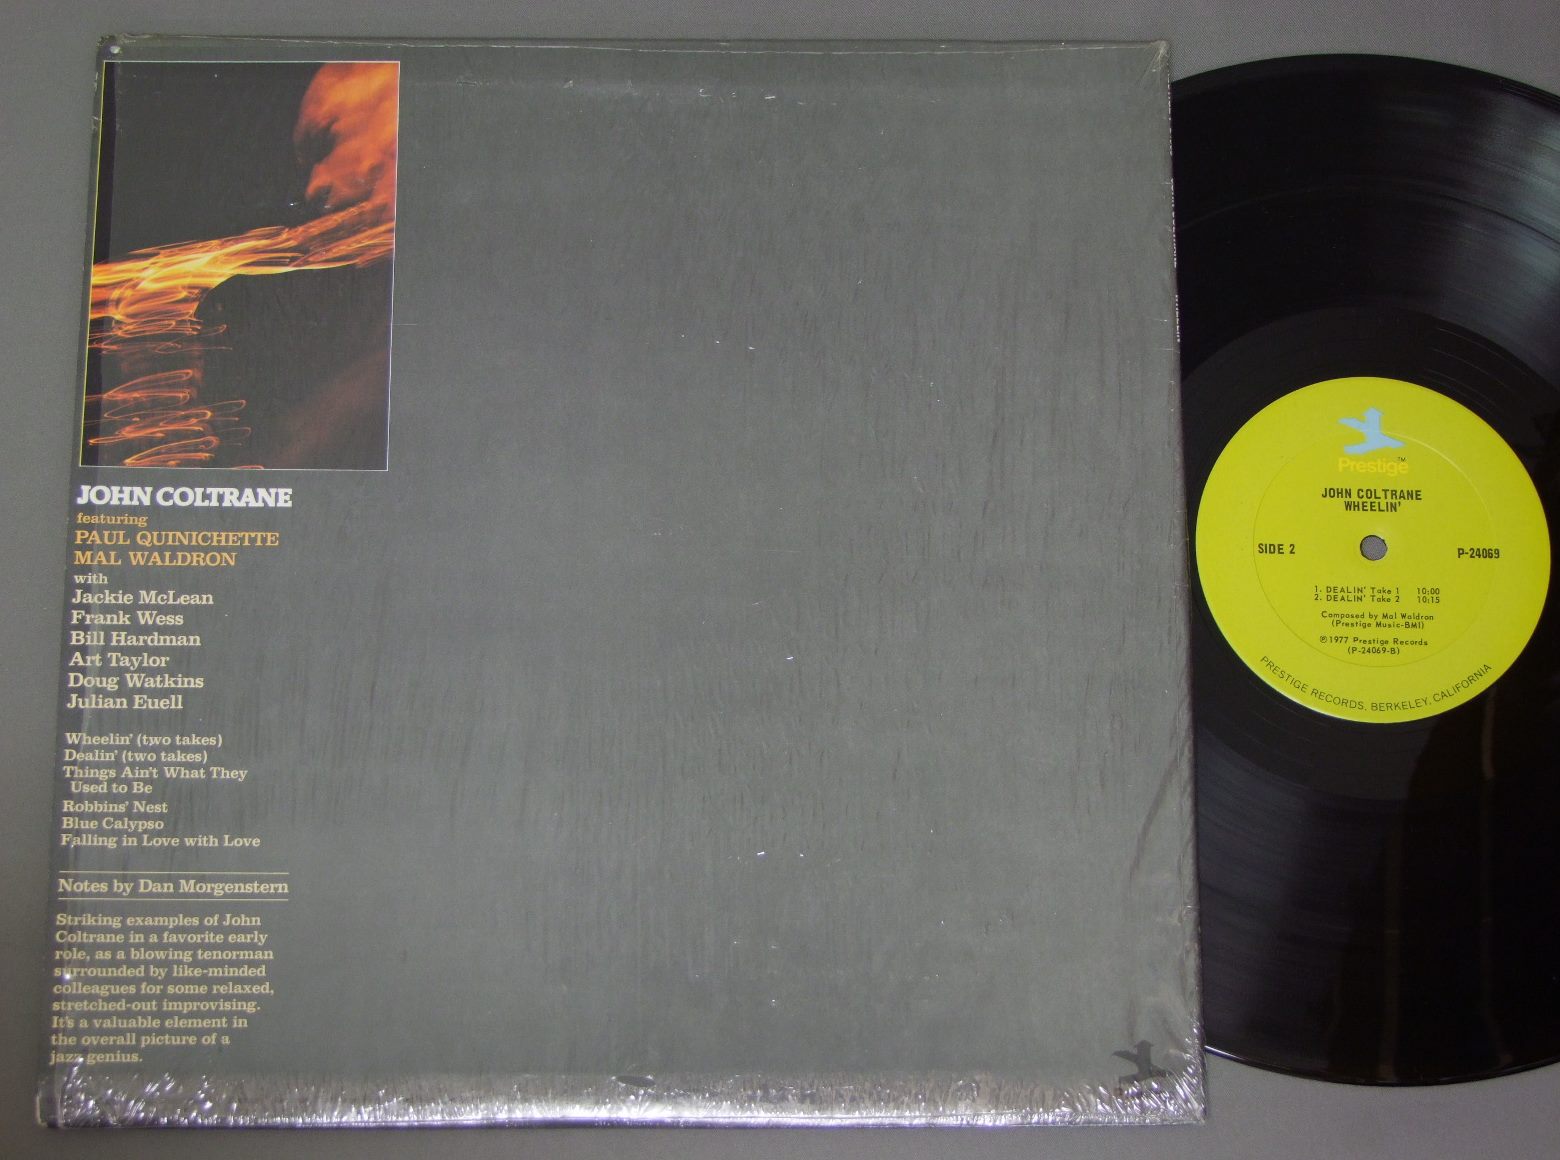 JOHN COLTRANE
featuring
PAUL QUINICHETTE
MAL WALDRON
with
Jackie McLean
Frank Wess
Bill Hardman
Art Taylor
Doug Watkins
Julian Euell
Wheelin' (two takes)
Dealin' (two takes)
Things Ain't What They
Used to Be
Robbins' Nest
Blue Calypso
Falling in Love with Love
Notes by Dan Morgenstern
Striking examples of John
Coltrane in a favorite early
role, as a blowing tenorman
surrounded by like-minded
colleagues for some relaxed,
stretched-out improvising.
It's a valuable element in
the overall picture of a
jazz genius.
Prestige™
JOHN COLTRANE
WHEELIN'
SIDE 2
P-24069
1. DEALIN' Take 1 10:00
2. DEALIN' Take 2 10:15
Composed by Mal Waldron
(Prestige Music-BMI)
℗1977 Prestige Records
(P-24069-B)
PRESTIGE RECORDS, BERKELEY, CALIFORNIA